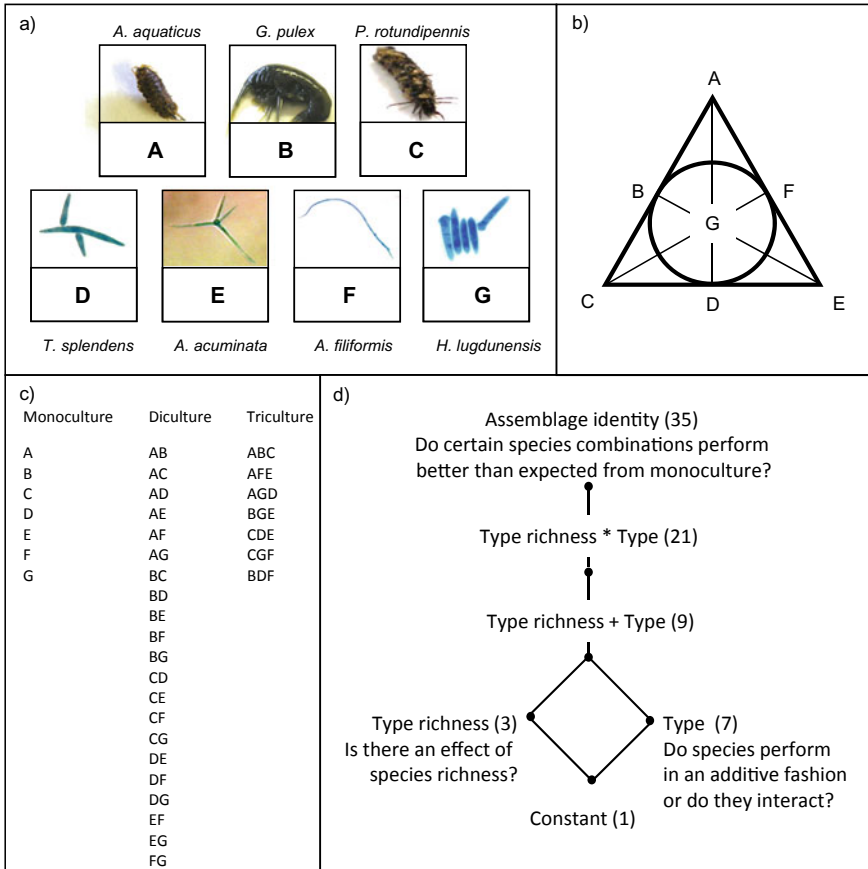 a)
A. aquaticus G. pulex P. rotundipennis
A B C
D E F G
T. splendens A. acuminata A. filiformis H. lugdunensis
b)
A
B F
G
C D E
c)
Monoculture Diculture Triculture
A AB ABC
B AC AFE
C AD AGD
D AE BGE
E AF CDE
F AG CGF
G BC BDF
BD
BE
BF
BG
CD
CE
CF
CG
DE
DF
DG
EF
EG
FG
d)
Assemblage identity (35)
Do certain species combinations perform
better than expected from monoculture?
Type richness * Type (21)
Type richness + Type (9)
Type richness (3)
Is there an effect of
species richness?
Type (7)
Do species perform
in an additive fashion
or do they interact?
Constant (1)